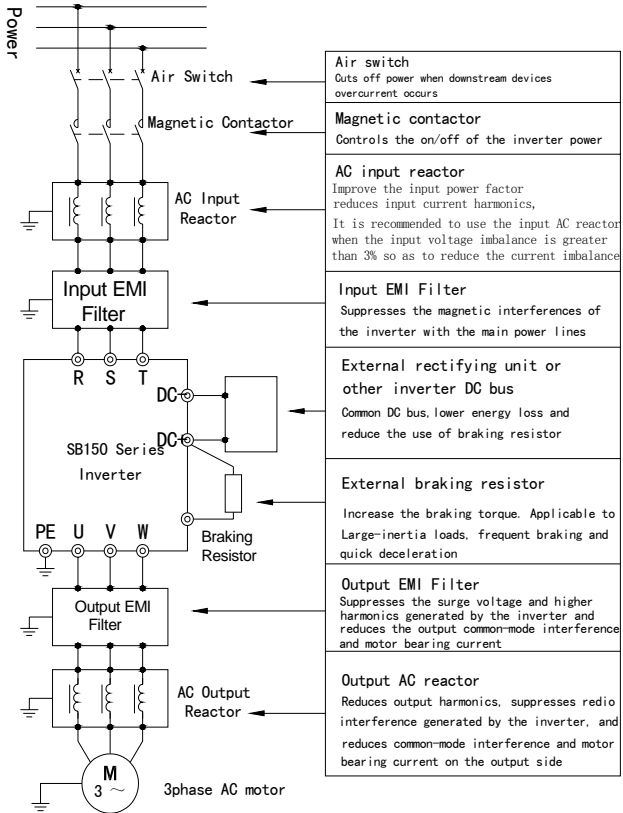 Power
Air Switch
Magnetic Contactor
AC Input
Reactor
Input EMI
Filter
R S T
DC-
DC+
SB150 Series
Inverter
PE U V W
Braking
Resistor
Output EMI
Filter
AC Output
Reactor
M
3 ～
3phase AC motor
Air switch
Cuts off power when downstream devices
overcurrent occurs
Magnetic contactor
Controls the on/off of the inverter power
AC input reactor
Improve the input power factor
reduces input current harmonics,
It is recommended to use the input AC reactor
when the input voltage imbalance is greater
than 3% so as to reduce the current imbalance
Input EMI Filter
Suppresses the magnetic interferences of
the inverter with the main power lines
External rectifying unit or
other inverter DC bus
Common DC bus, lower energy loss and
reduce the use of braking resistor
External braking resistor
Increase the braking torque. Applicable to
Large-inertia loads, frequent braking and
quick deceleration
Output EMI Filter
Suppresses the surge voltage and higher
harmonics generated by the inverter and
reduces the output common-mode interference
and motor bearing current
Output AC reactor
Reduces output harmonics, suppresses redio
interference generated by the inverter, and
reduces common-mode interference and motor
bearing current on the output side